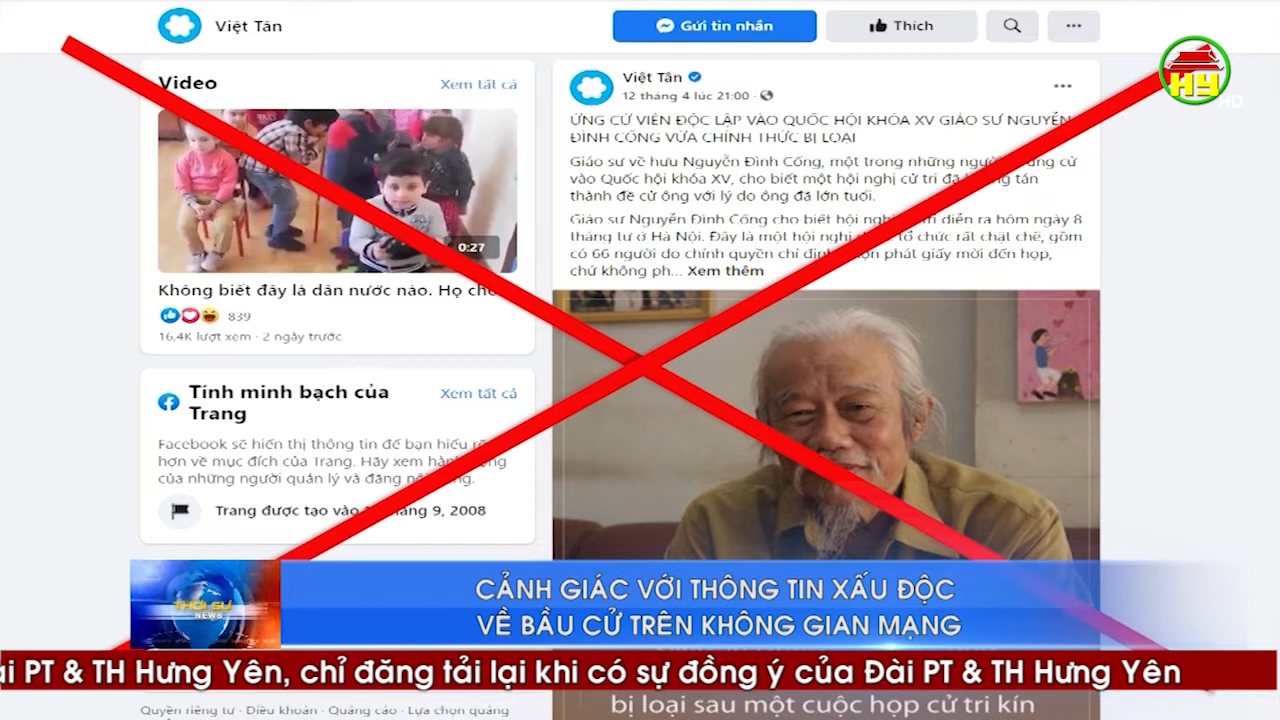 Việt Tân
Gửi tin nhắn
Thích
HY
HD
Video
Xem tất cả
0:27
Không biết đây là dân nước nào. Họ cho
839
16,4K lượt xem · 2 ngày trước
Tính minh bạch của
Trang
Xem tất cả
Facebook sẽ hiển thị thông tin để bạn hiểu rõ
hơn về mục đích của Trang. Hãy xem hành động
của những người quản lý và đăng nội dung.
Trang được tạo vào tháng 9, 2008
Việt Tân
12 tháng 4 lúc 21:00
ỨNG CỬ VIÊN ĐỘC LẬP VÀO QUỐC HỘI KHÓA XV GIÁO SƯ NGUYỄN
ĐÌNH CỐNG VỪA CHÍNH THỨC BỊ LOẠI
Giáo sư về hưu Nguyễn Đình Cống, một trong những người ứng cử
vào Quốc hội khóa XV, cho biết một hội nghị cử tri đã không tán
thành đề cử ông với lý do ông đã lớn tuổi.
Giáo sư Nguyễn Đình Cống cho biết hội nghị cử tri diễn ra hôm ngày 8
tháng tư ở Hà Nội. Đây là một hội nghị được tổ chức rất chặt chẽ, gồm
có 66 người do chính quyền chỉ định chọn phát giấy mời đến họp,
chứ không ph... Xem thêm
THỜI SỰ
NEWS
CẢNH GIÁC VỚI THÔNG TIN XẤU ĐỘC
VỀ BẦU CỬ TRÊN KHÔNG GIAN MẠNG
ài PT & TH Hưng Yên, chỉ đăng tải lại khi có sự đồng ý của Đài PT & TH Hưng Yên
Quyền riêng tư · Điều khoản · Quảng cáo · Lựa chọn quảng
bị loại sau một cuộc họp cử tri kín